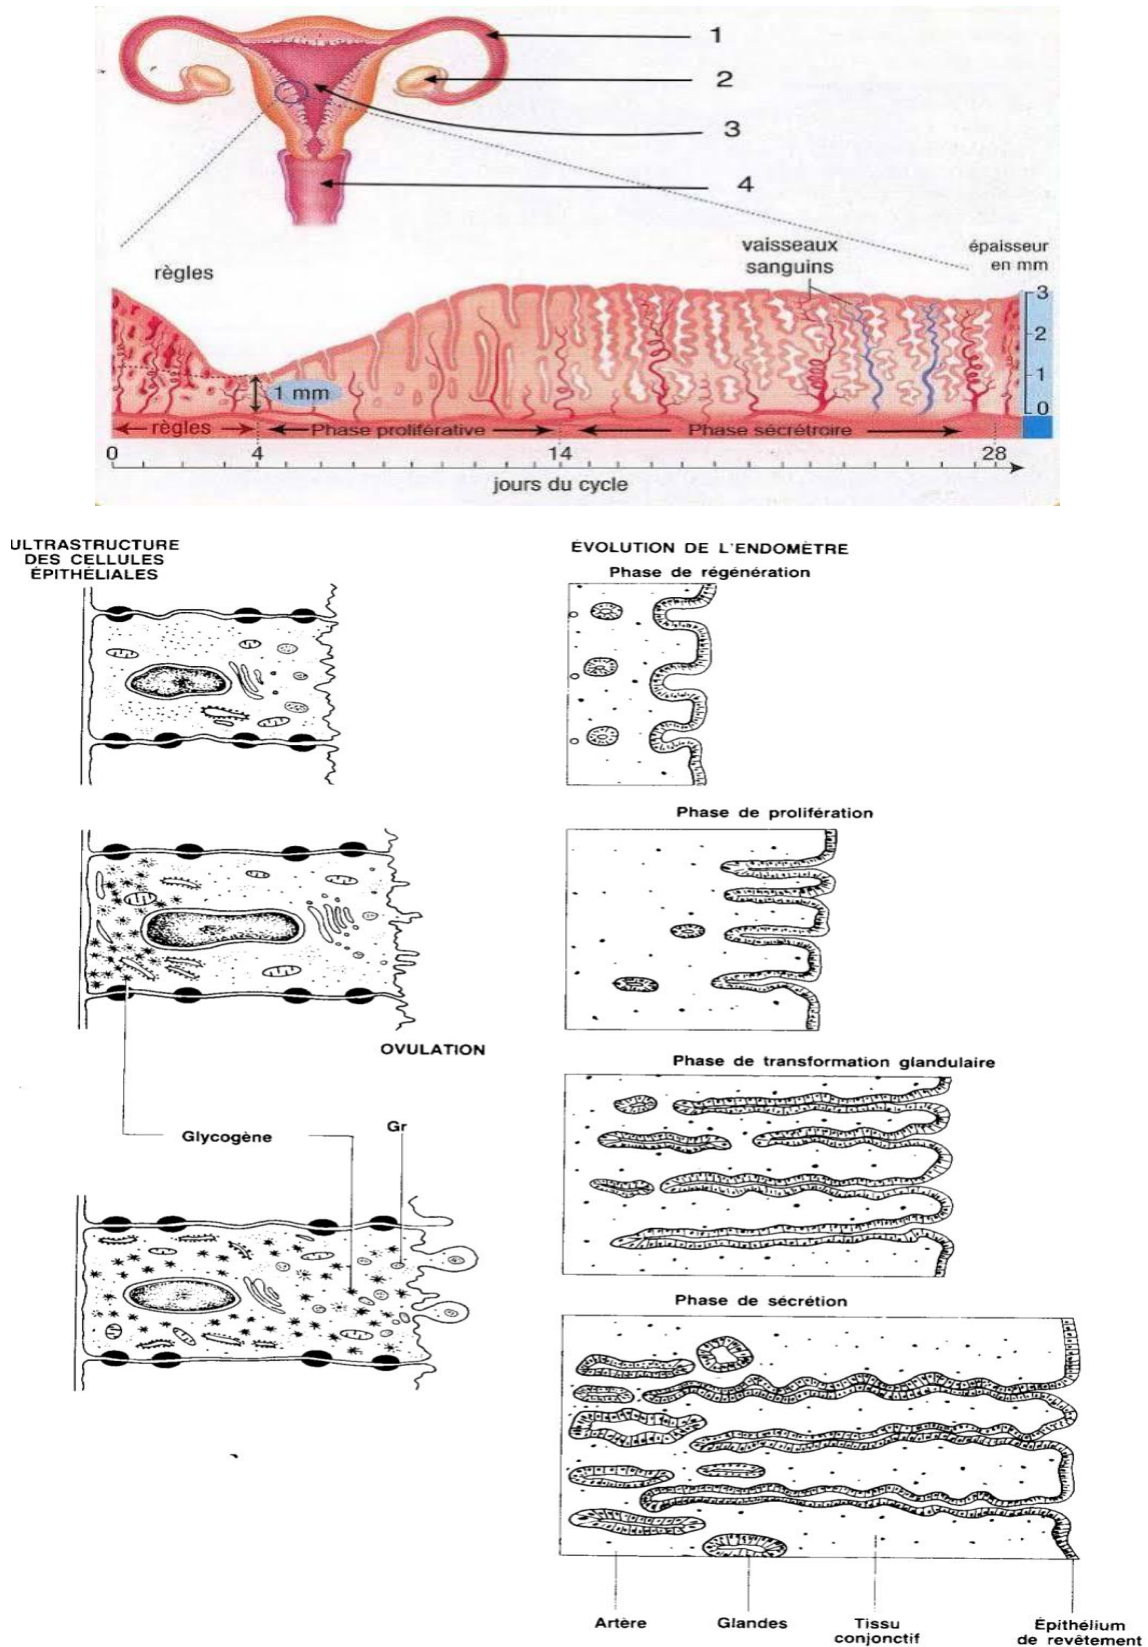 1
2
3
4
règles
vaisseaux
sanguins
épaisseur
en mm
3
2
1
0
1 mm
règles
Phase proliférative
Phase sécrétroire
0
4
14
28
jours du cycle
ULTRASTRUCTURE
DES CELLULES
ÉPITHÉLIALES
ÉVOLUTION DE L'ENDOMÈTRE
Phase de régénération
Phase de prolifération
OVULATION
Phase de transformation glandulaire
Glycogène
Gr
Phase de sécrétion
Artère
Glandes
Tissu
conjonctif
Épithélium
de revêtement